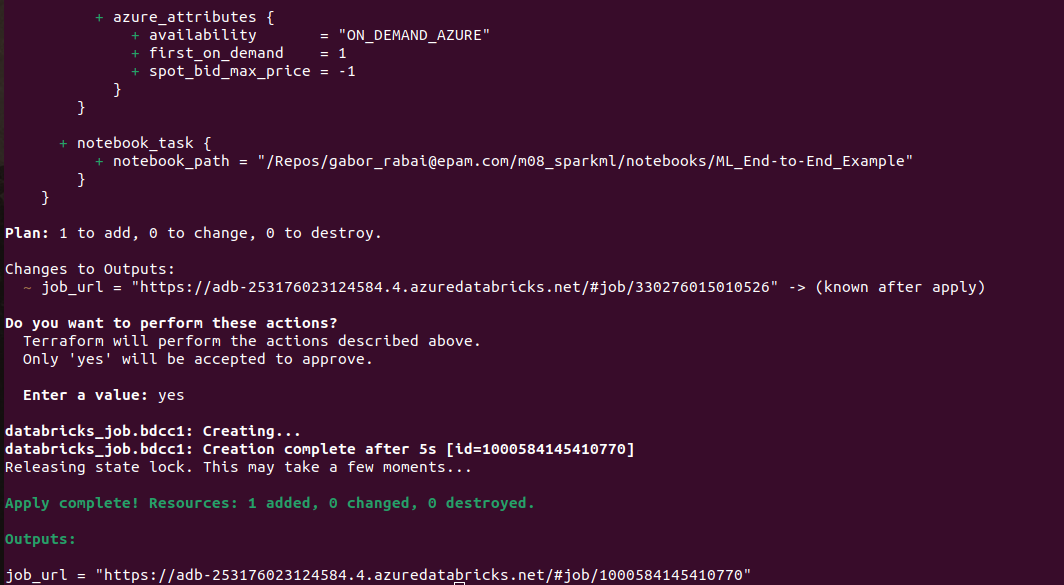 + azure_attributes {
+ availability = "ON_DEMAND_AZURE"
+ first_on_demand = 1
+ spot_bid_max_price = -1
}
}
+ notebook_task {
+ notebook_path = "/Repos/gabor_rabai@epam.com/m08_sparkml/notebooks/ML_End-to-End_Example"
}
}
Plan: 1 to add, 0 to change, 0 to destroy.
Changes to Outputs:
~ job_url = "https://adb-253176023124584.4.azuredatabricks.net/#job/330276015010526" -> (known after apply)
Do you want to perform these actions?
Terraform will perform the actions described above.
Only 'yes' will be accepted to approve.
Enter a value: yes
databricks_job.bdcc1: Creating...
databricks_job.bdcc1: Creation complete after 5s [id=1000584145410770]
Releasing state lock. This may take a few moments...
Apply complete! Resources: 1 added, 0 changed, 0 destroyed.
Outputs:
job_url = "https://adb-253176023124584.4.azuredatabricks.net/#job/1000584145410770"